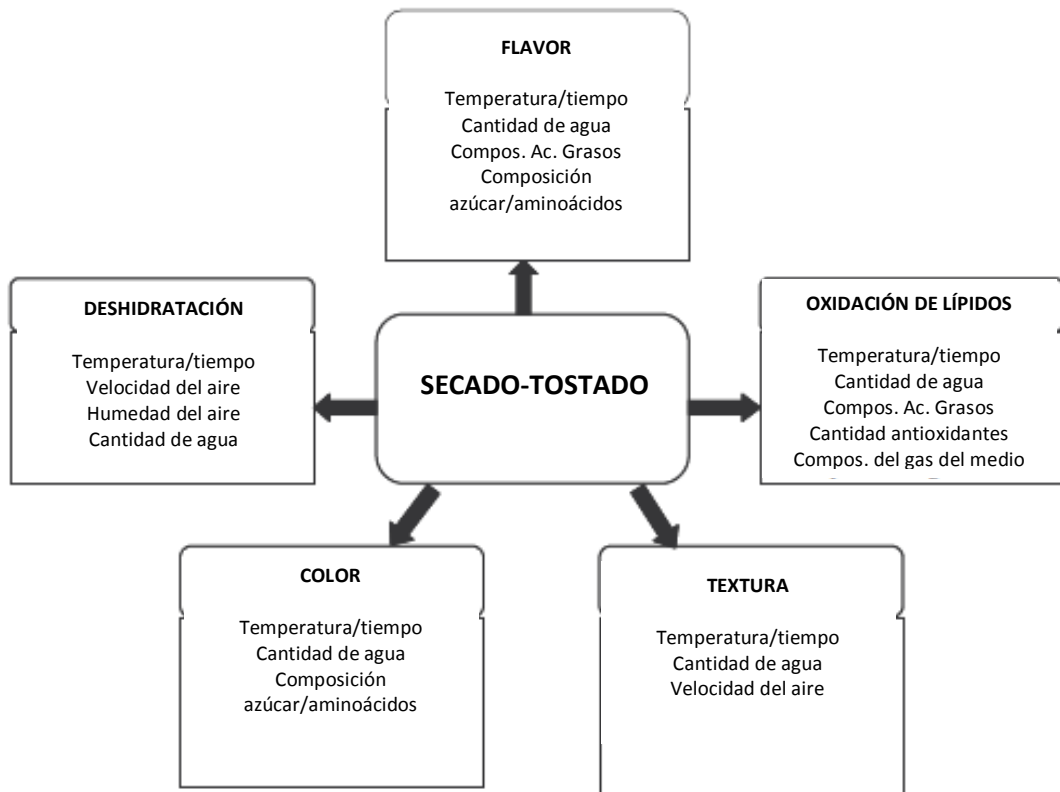 FLAVOR
Temperatura/tiempo
Cantidad de agua
Compos. Ac. Grasos
Composición
azúcar/aminoácidos
DESHIDRATACIÓN
Temperatura/tiempo
Velocidad del aire
Humedad del aire
Cantidad de agua
SECADO-TOSTADO
OXIDACIÓN DE LÍPIDOS
Temperatura/tiempo
Cantidad de agua
Compos. Ac. Grasos
Cantidad antioxidantes
Compos. del gas del medio
COLOR
Temperatura/tiempo
Cantidad de agua
Composición
azúcar/aminoácidos
TEXTURA
Temperatura/tiempo
Cantidad de agua
Velocidad del aire